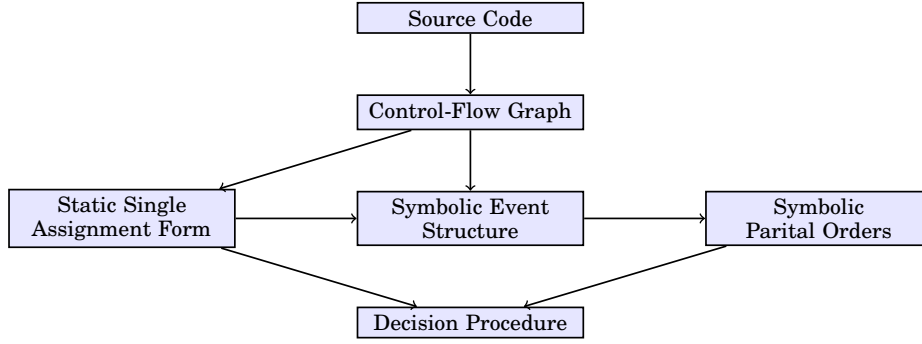 Source Code
Control-Flow Graph
Static Single
Assignment Form
Symbolic Event
Structure
Symbolic
Parital Orders
Decision Procedure